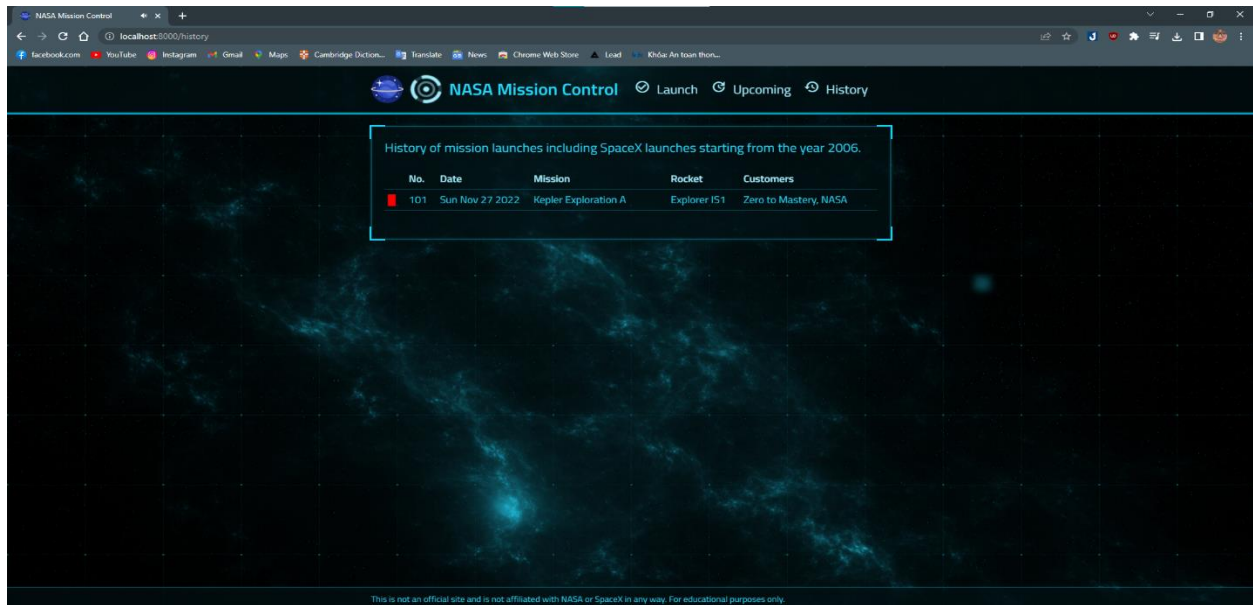 NASA Mission Control
localhost:8000/history
facebook.com YouTube Instagram Gmail Maps Cambridge Diction... Translate News Chrome Web Store Lead Khóa: An toan thon...
NASA Mission Control Launch Upcoming History
History of mission launches including SpaceX launches starting from the year 2006.
No. Date Mission Rocket Customers
101 Sun Nov 27 2022 Kepler Exploration A Explorer IS1 Zero to Mastery, NASA
This is not an official site and is not affiliated with NASA or SpaceX in any way. For educational purposes only.